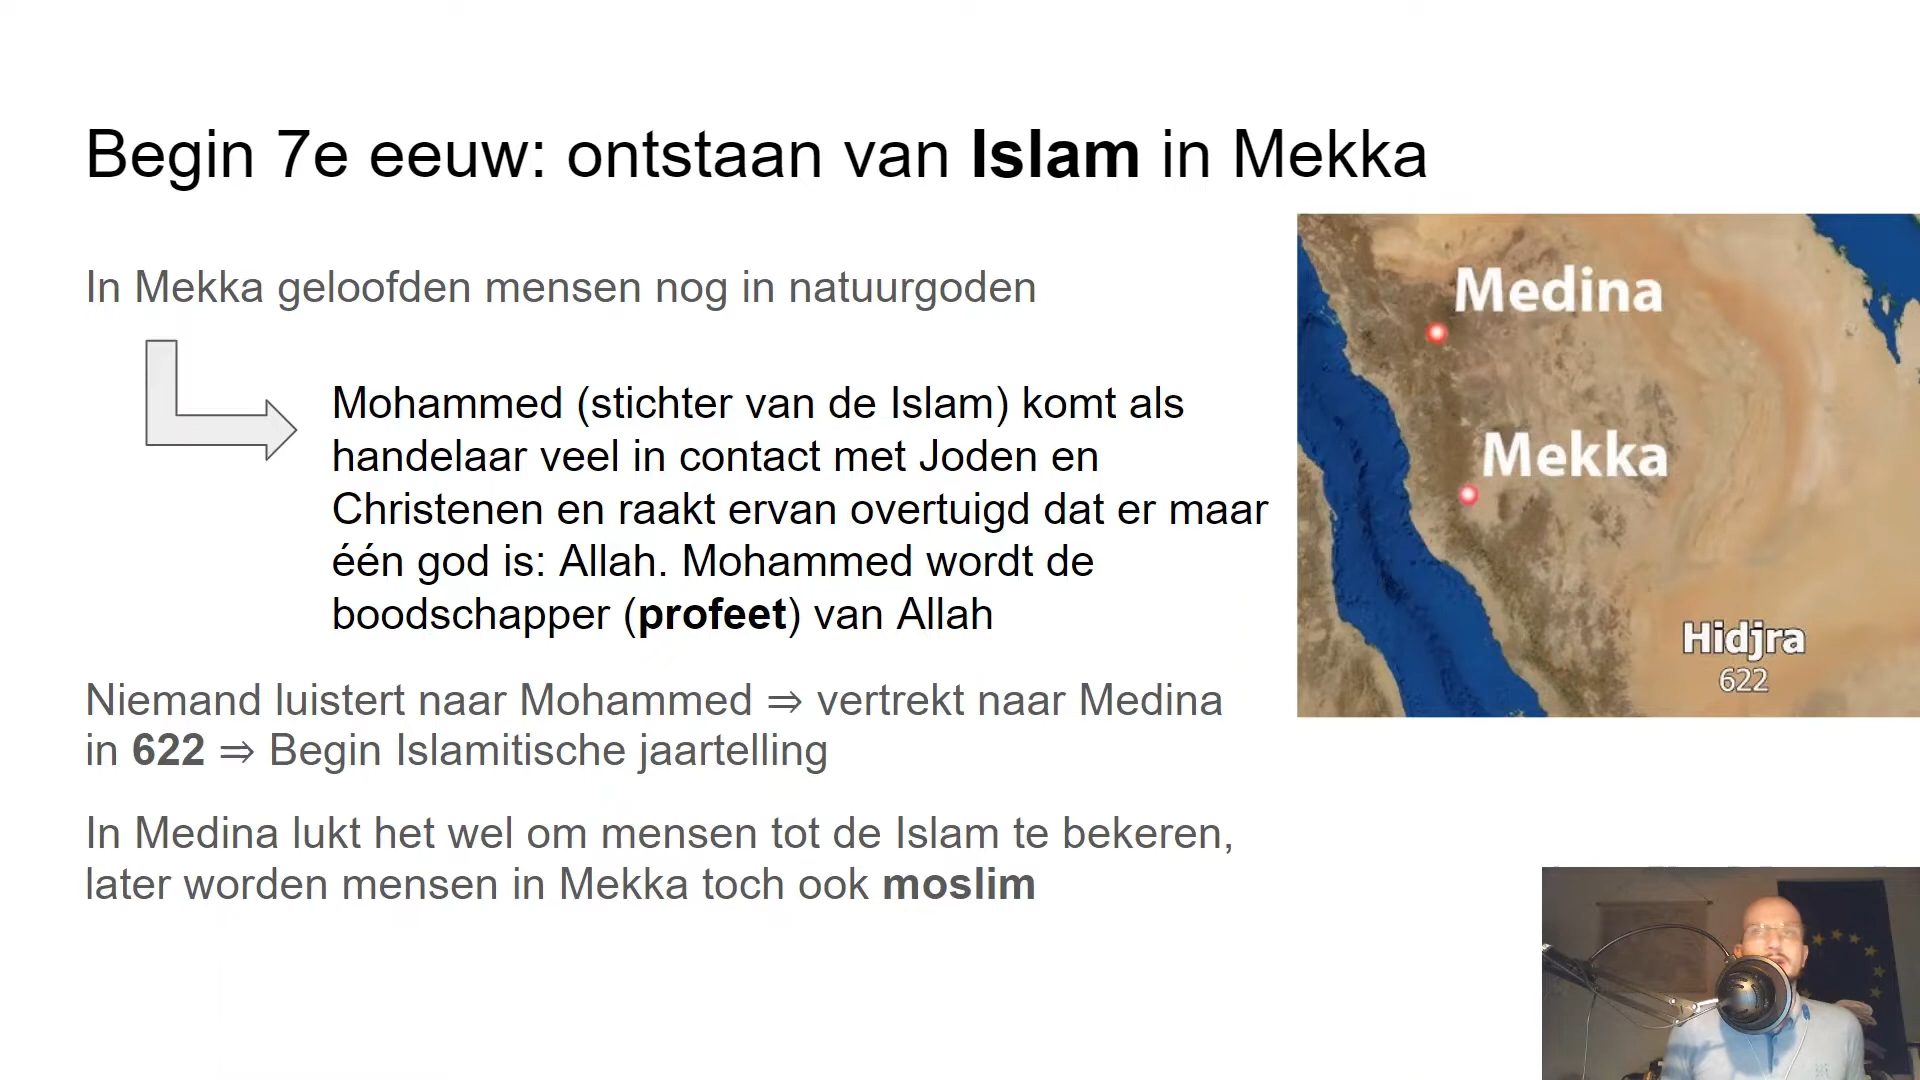 Begin 7e eeuw: ontstaan van Islam in Mekka
In Mekka geloofden mensen nog in natuurgoden
Mohammed (stichter van de Islam) komt als
handelaar veel in contact met Joden en
Christenen en raakt ervan overtuigd dat er maar
één god is: Allah. Mohammed wordt de
boodschapper (profeet) van Allah
Niemand luistert naar Mohammed ⇒ vertrekt naar Medina
in 622 ⇒ Begin Islamitische jaartelling
In Medina lukt het wel om mensen tot de Islam te bekeren,
later worden mensen in Mekka toch ook moslim
Medina
Mekka
Hidjra
622